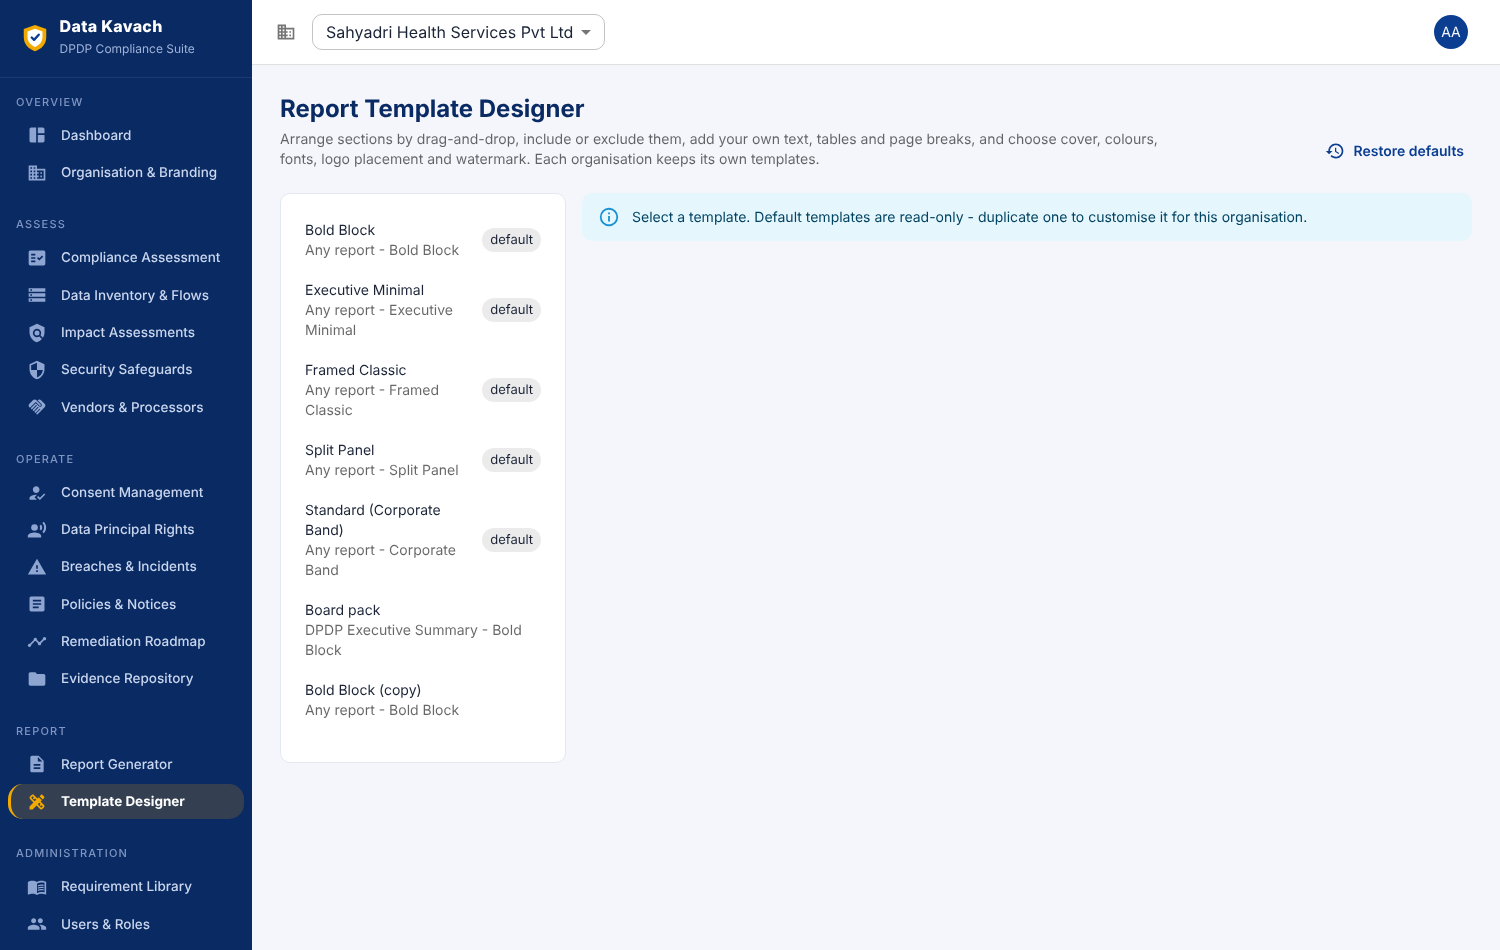 Data Kavach
DPDP Compliance Suite
OVERVIEW
Dashboard
Organisation & Branding
ASSESS
Compliance Assessment
Data Inventory & Flows
Impact Assessments
Security Safeguards
Vendors & Processors
OPERATE
Consent Management
Data Principal Rights
Breaches & Incidents
Policies & Notices
Remediation Roadmap
Evidence Repository
REPORT
Report Generator
Template Designer
ADMINISTRATION
Requirement Library
Users & Roles
Sahyadri Health Services Pvt Ltd
AA
Report Template Designer
Arrange sections by drag-and-drop, include or exclude them, add your own text, tables and page breaks, and choose cover, colours,
fonts, logo placement and watermark. Each organisation keeps its own templates.
Restore defaults
Bold Block
Any report - Bold Block
default
Executive Minimal
Any report - Executive
Minimal
default
Framed Classic
Any report - Framed
Classic
default
Split Panel
Any report - Split Panel
default
Standard (Corporate
Band)
Any report - Corporate
Band
default
Board pack
DPDP Executive Summary - Bold
Block
Bold Block (copy)
Any report - Bold Block
Select a template. Default templates are read-only - duplicate one to customise it for this organisation.